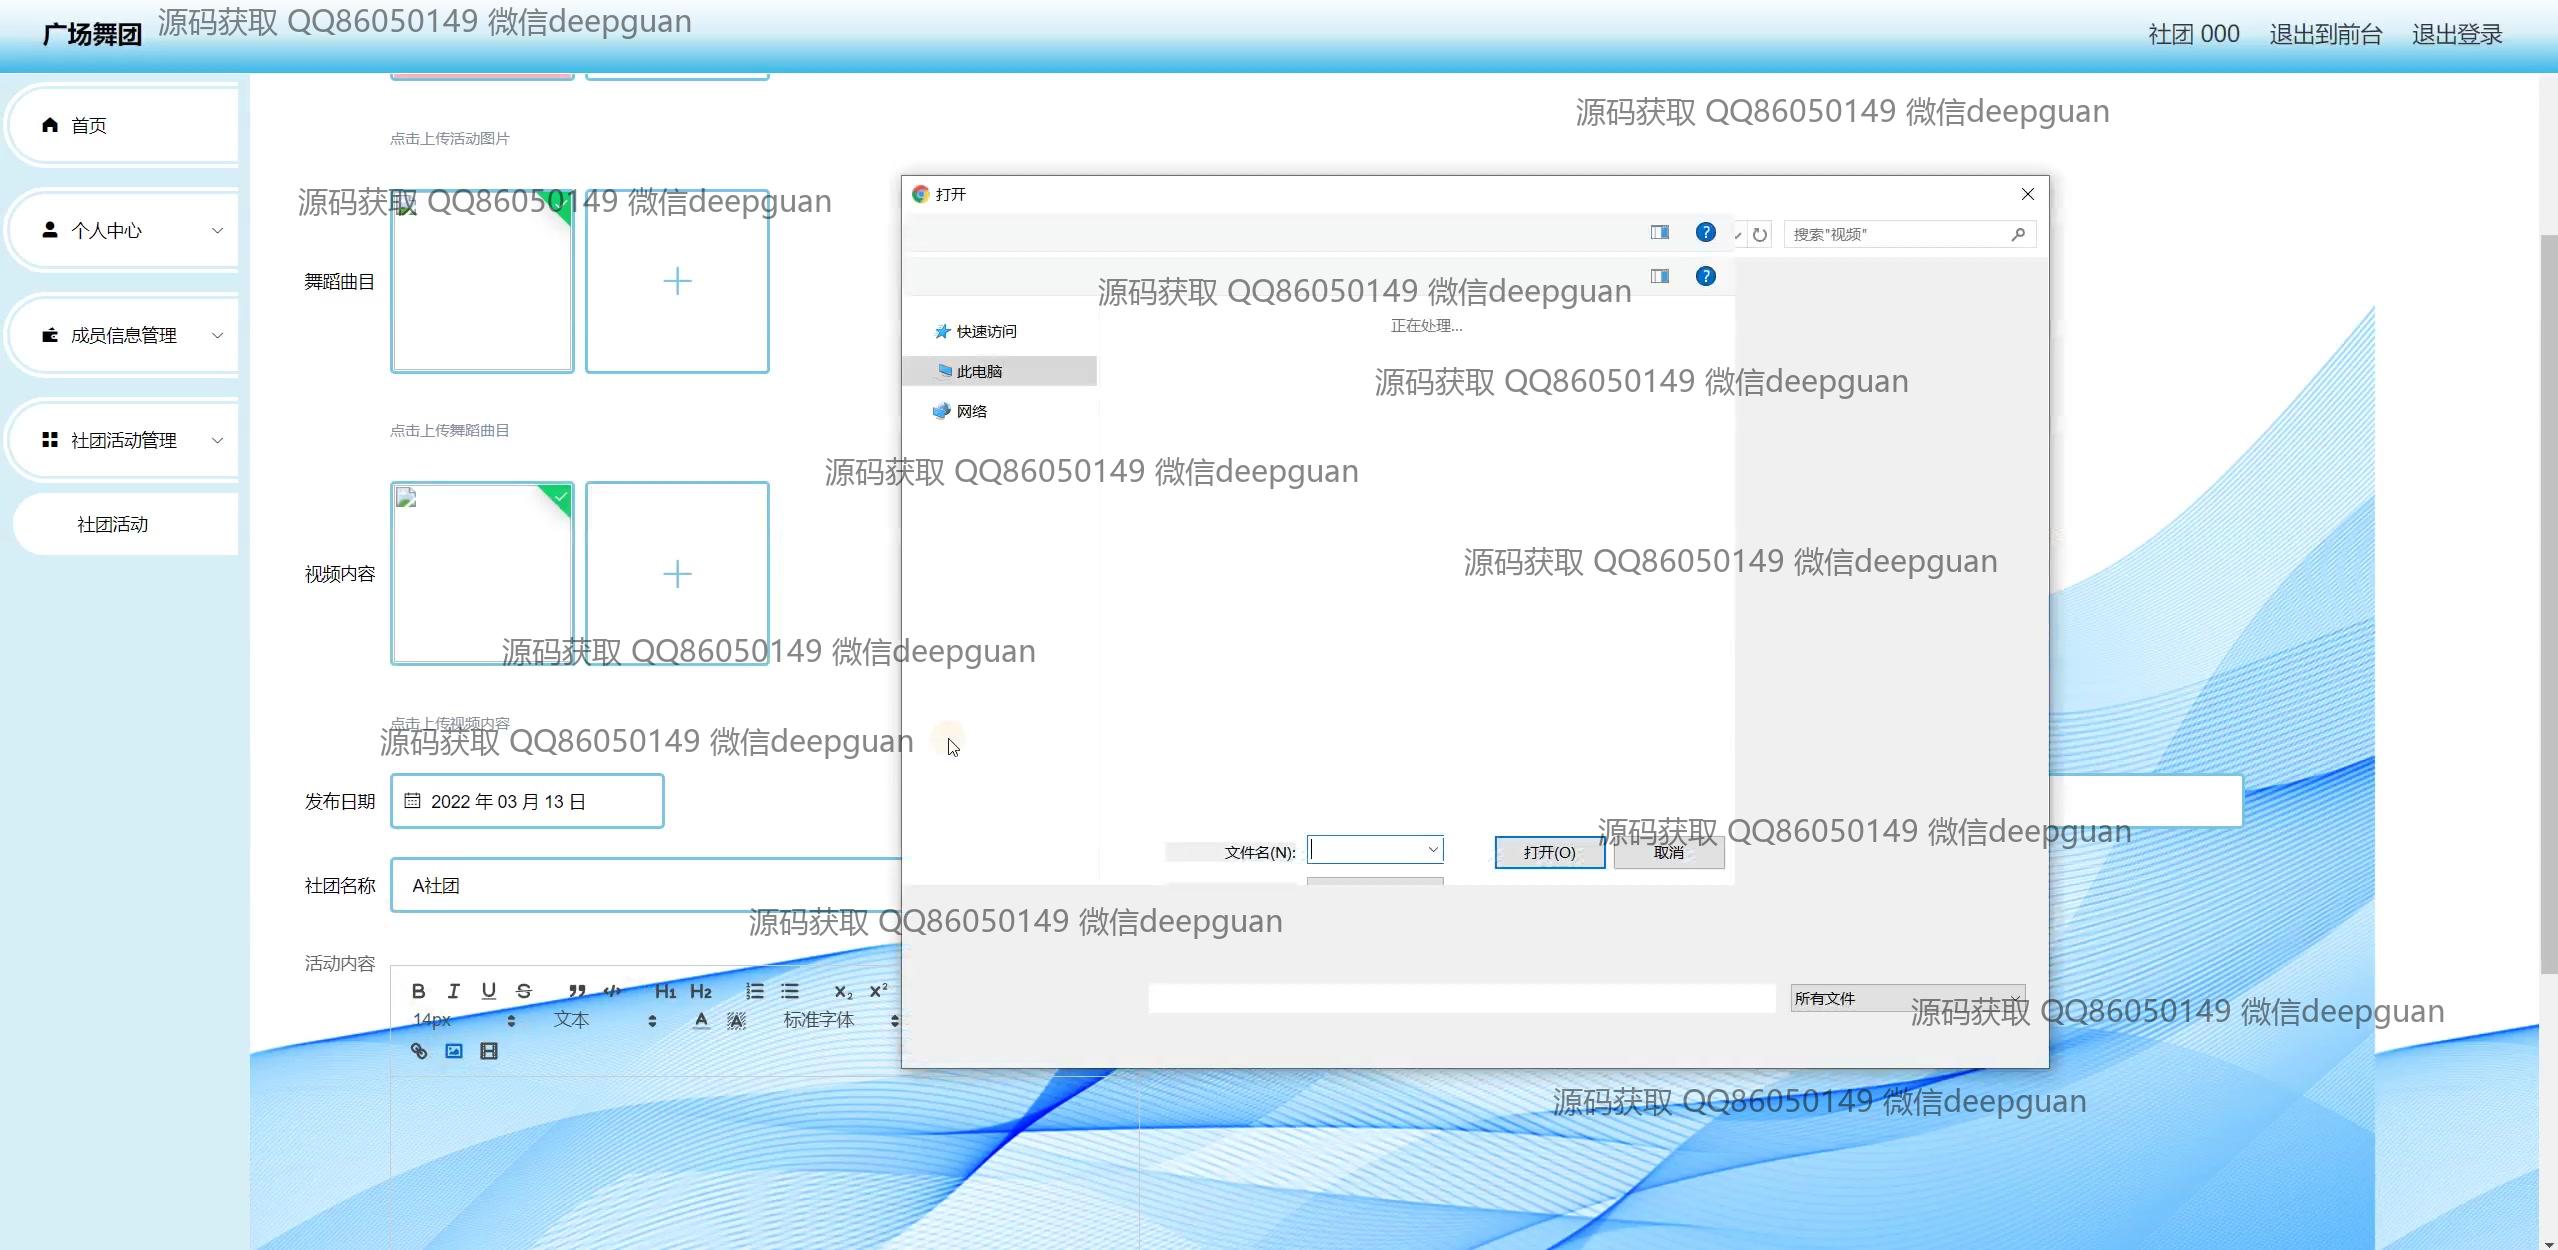 广场舞团
源码获取 QQ86050149 微信deepguan
社团 000
退出到前台
退出登录
首页
个人中心
成员信息管理
社团活动管理
社团活动
源码获取 QQ86050149 微信deepguan
点击上传活动图片
源码获取 QQ86050149 微信deepguan
舞蹈曲目
点击上传舞蹈曲目
视频内容
源码获取 QQ86050149 微信deepguan
点击上传视频内容
源码获取 QQ86050149 微信deepguan
发布日期
2022 年 03 月 13 日
社团名称
A社团
活动内容
B I U S H1 H2 X2 X2
14px 文本 A A 标准字体
打开
搜索"视频"
源码获取 QQ86050149 微信deepguan
正在处理...
快速访问
此电脑
网络
源码获取 QQ86050149 微信deepguan
源码获取 QQ86050149 微信deepguan
源码获取 QQ86050149 微信deepguan
源码获取 QQ86050149 微信deepguan
文件名(N):
打开(O)
取消
源码获取 QQ86050149 微信deepguan
所有文件
源码获取 QQ86050149 微信deepguan
源码获取 QQ86050149 微信deepguan